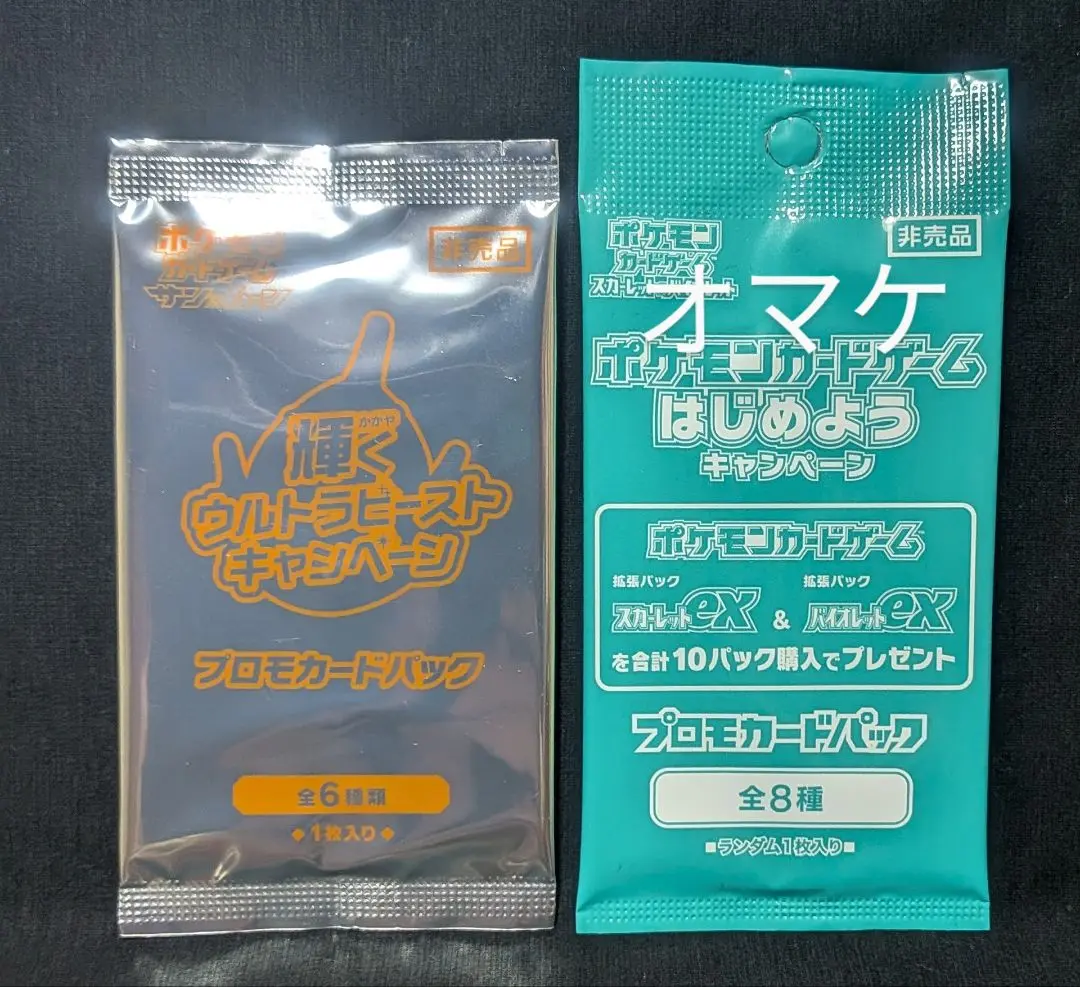 ポケモン
カードゲーム
サン&ムーン
非売品
かがや
輝く
ウルトラビースト
キャンペーン
プロモカードパック
全6種類
◆1枚入り◆
ポケモン
カードゲーム
非売品
オマケ
ポケモンカードゲーム
はじめよう
キャンペーン
ポケモンカードゲーム
拡張パック 拡張パック
スカーレットex & バイオレットex
を合計10パック購入でプレゼント
プロモカードパック
全8種
■ランダム1枚入り■